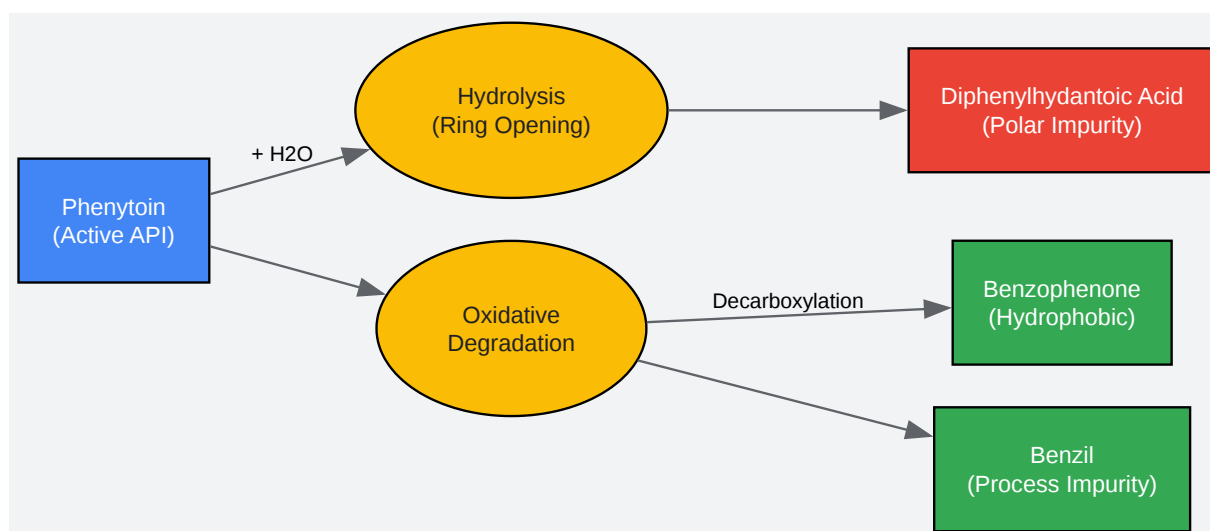 Phenytoin
(Active API)
+ H2O
Hydrolysis
(Ring Opening)
Diphenylhydantoic Acid
(Polar Impurity)
Oxidative
Degradation
Decarboxylation
Benzophenone
(Hydrophobic)
Benzil
(Process Impurity)